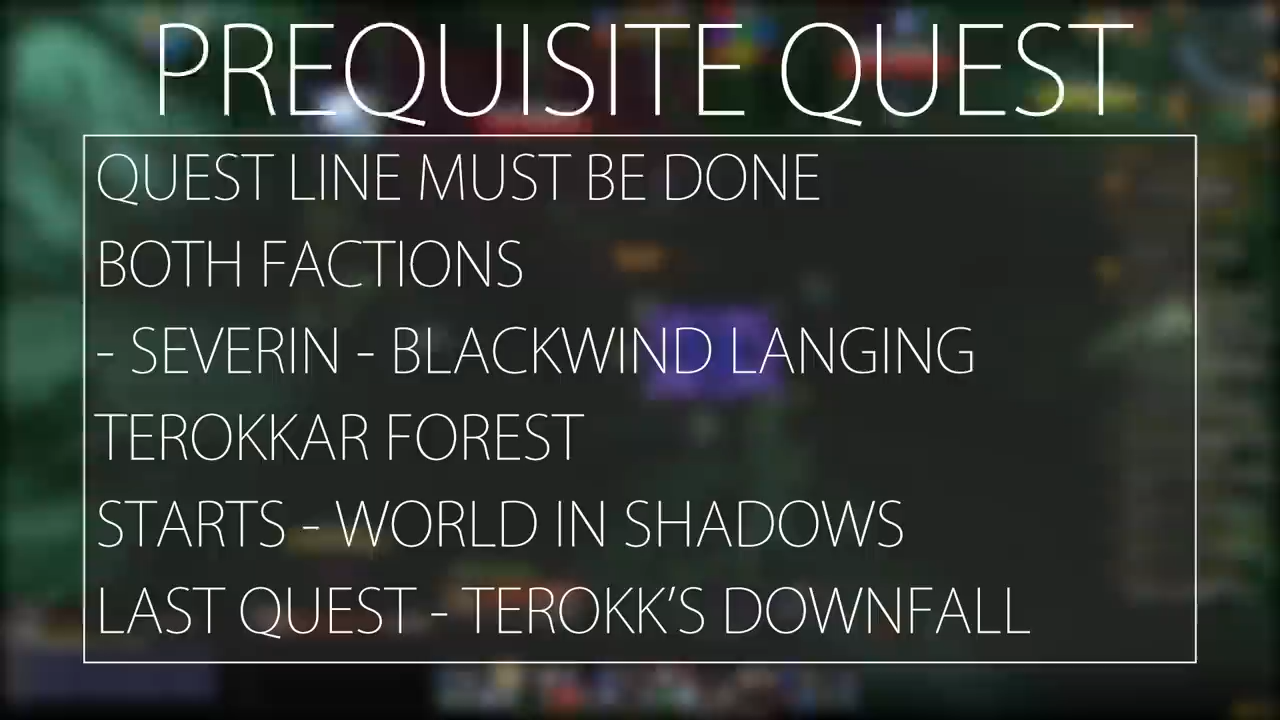 PREQUISITE QUEST
QUEST LINE MUST BE DONE
BOTH FACTIONS
- SEVERIN - BLACKWIND LANGING
TEROKKAR FOREST
STARTS - WORLD IN SHADOWS
LAST QUEST - TEROKK'S DOWNFALL